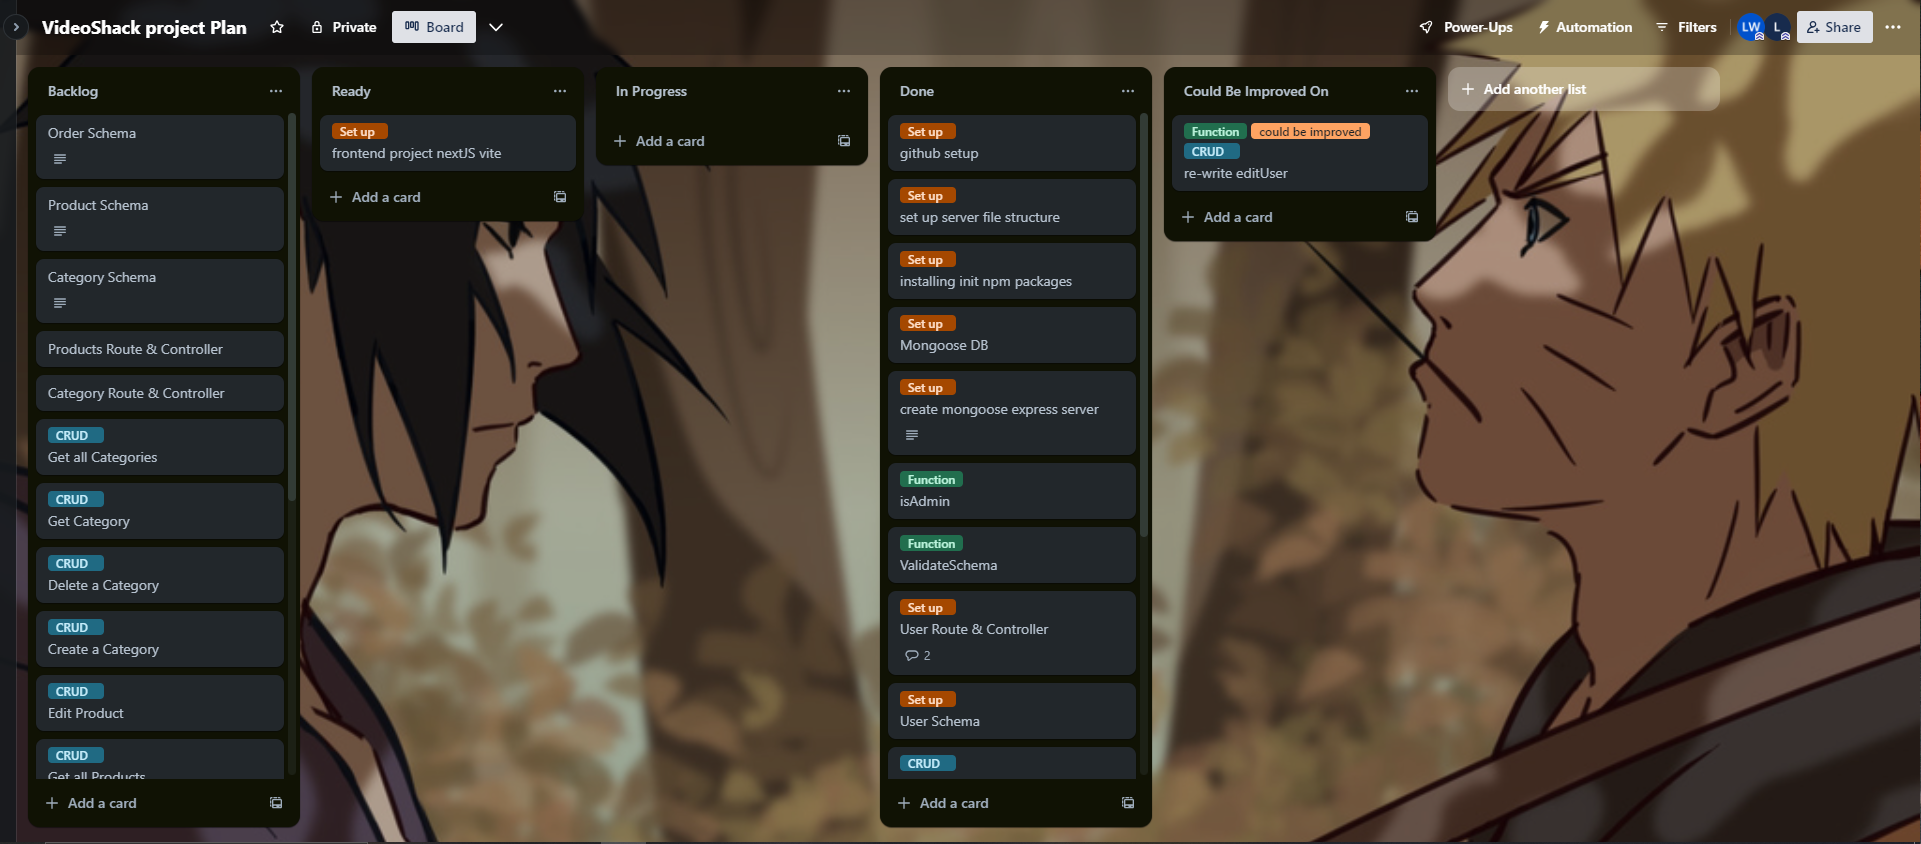 VideoShack project Plan
Private
Board
Power-Ups
Automation
Filters
LW
L
Share
Backlog
Order Schema
Product Schema
Category Schema
Products Route & Controller
Category Route & Controller
CRUD
Get all Categories
CRUD
Get Category
CRUD
Delete a Category
CRUD
Create a Category
CRUD
Edit Product
CRUD
Get all Products
+ Add a card
Ready
Set up
frontend project nextJS vite
+ Add a card
In Progress
+ Add a card
Done
Set up
github setup
Set up
set up server file structure
Set up
installing init npm packages
Set up
Mongoose DB
Set up
create mongoose express server
Function
isAdmin
Function
ValidateSchema
Set up
User Route & Controller
2
Set up
User Schema
CRUD
+ Add a card
Could Be Improved On
Function could be improved
CRUD
re-write editUser
+ Add a card
+ Add another list